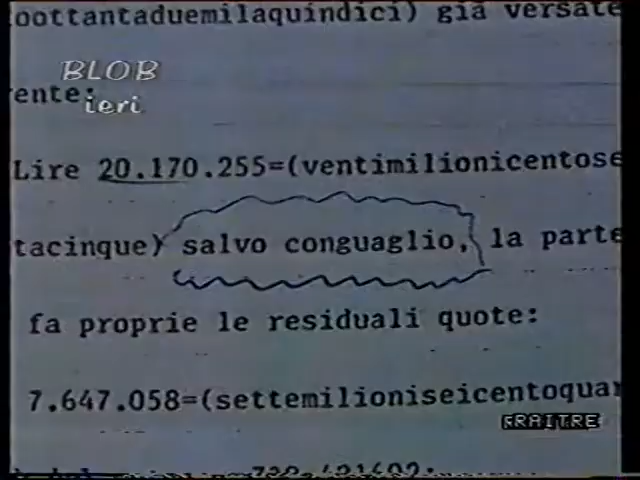 oottantaduemilaquindici) già versate
BLOB
ente:
ieri
Lire 20.170.255=(ventimilionicentose
tacinque) salvo conguaglio, la parte
fa proprie le residuali quote:
7.647.058=(settemilioniseicentoquar
RAITRE